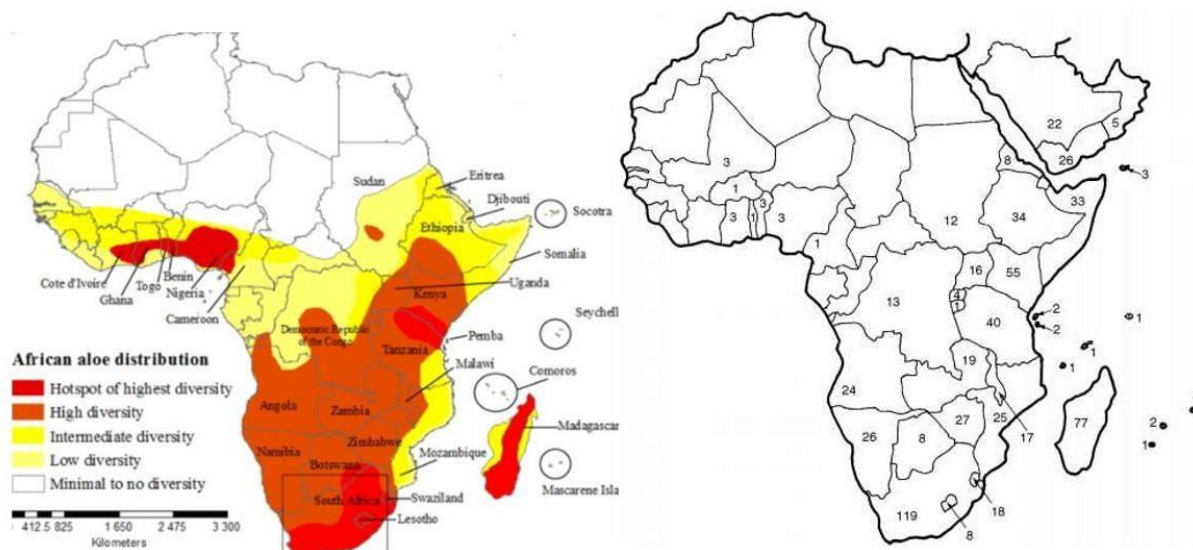 Sudan
Eritrea
Djibouti
Socotra
Ethiopia
Somalia
Cote d'Ivoire
Ghana
Togo
Benin
Nigeria
Cameroon
Uganda
Kenya
Seychell
Democratic Republic
of the Congo
Pemba
Tanzania
Malawi
Comoros
Angola
Zambia
Madagascar
Zimbabwe
Namibia
Botswana
Mozambique
Mascarene Isla
South Africa
Swaziland
Lesotho
African aloe distribution
Hotspot of highest diversity
High diversity
Intermediate diversity
Low diversity
Minimal to no diversity
412.5 825 1 650 2 475 3 300
Kilometers
22
5
26
8
3
3
1
3
1
3
3
12
34
33
1
16
55
13
4
1
40
2
2
1
1
1
19
24
25
17
77
2
1
26
8
27
119
18
8